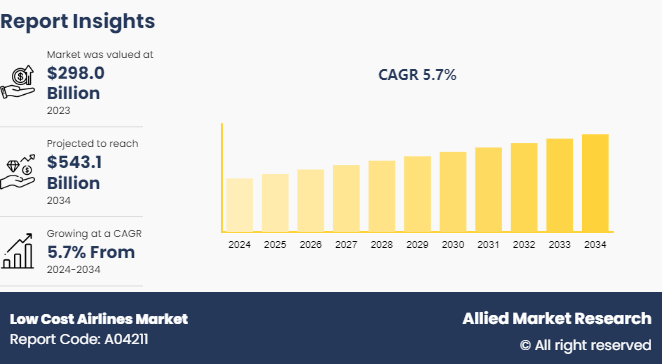 Report Insights
Market was valued at
$298.0
Billion
2023
Projected to reach
$543.1
Billion
2034
Growing at a CAGR
5.7% From
2024-2034
CAGR 5.7%
2024 2025 2026 2027 2028 2029 2030 2031 2032 2033 2034
Low Cost Airlines Market
Report Code: A04211
Allied Market Research
© All right reserved